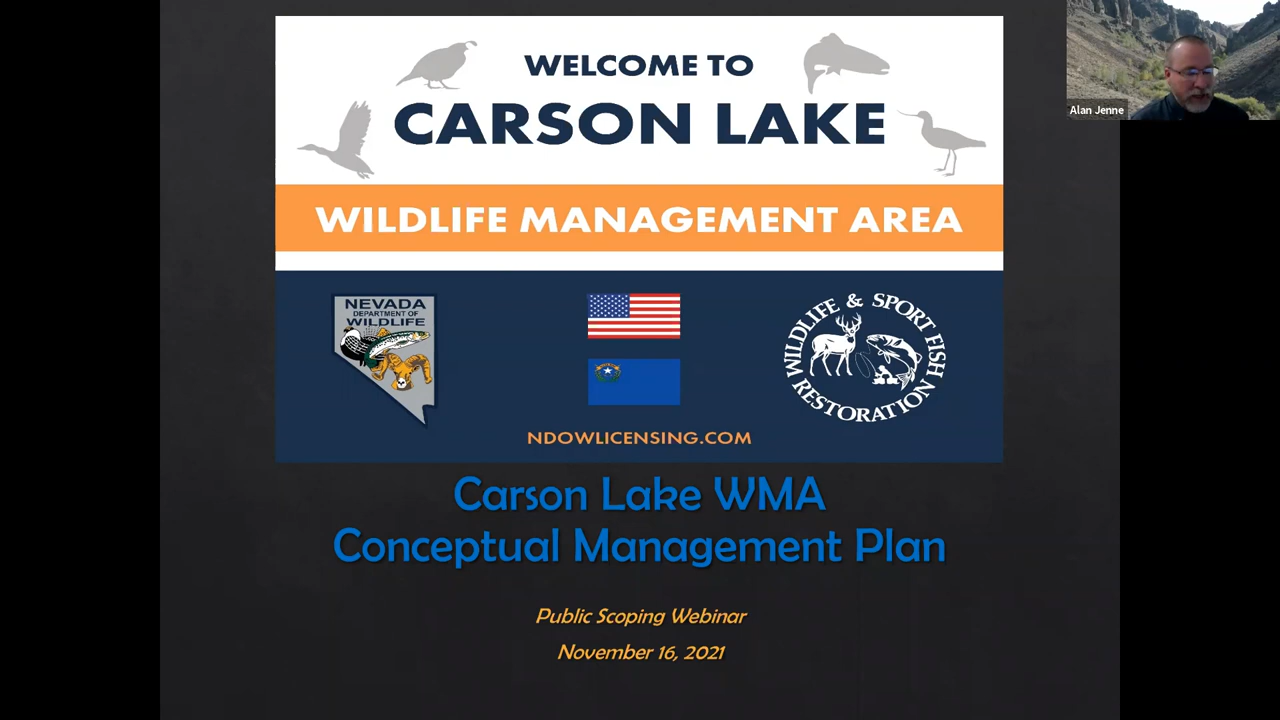 WELCOME TO
CARSON LAKE
WILDLIFE MANAGEMENT AREA
NEVADA
DEPARTMENT OF
WILDLIFE
WILDLIFE & SPORT FISH
RESTORATION
NDOWLICENSING.COM
Carson Lake WMA
Conceptual Management Plan
Public Scoping Webinar
November 16, 2021
Alan Jenne